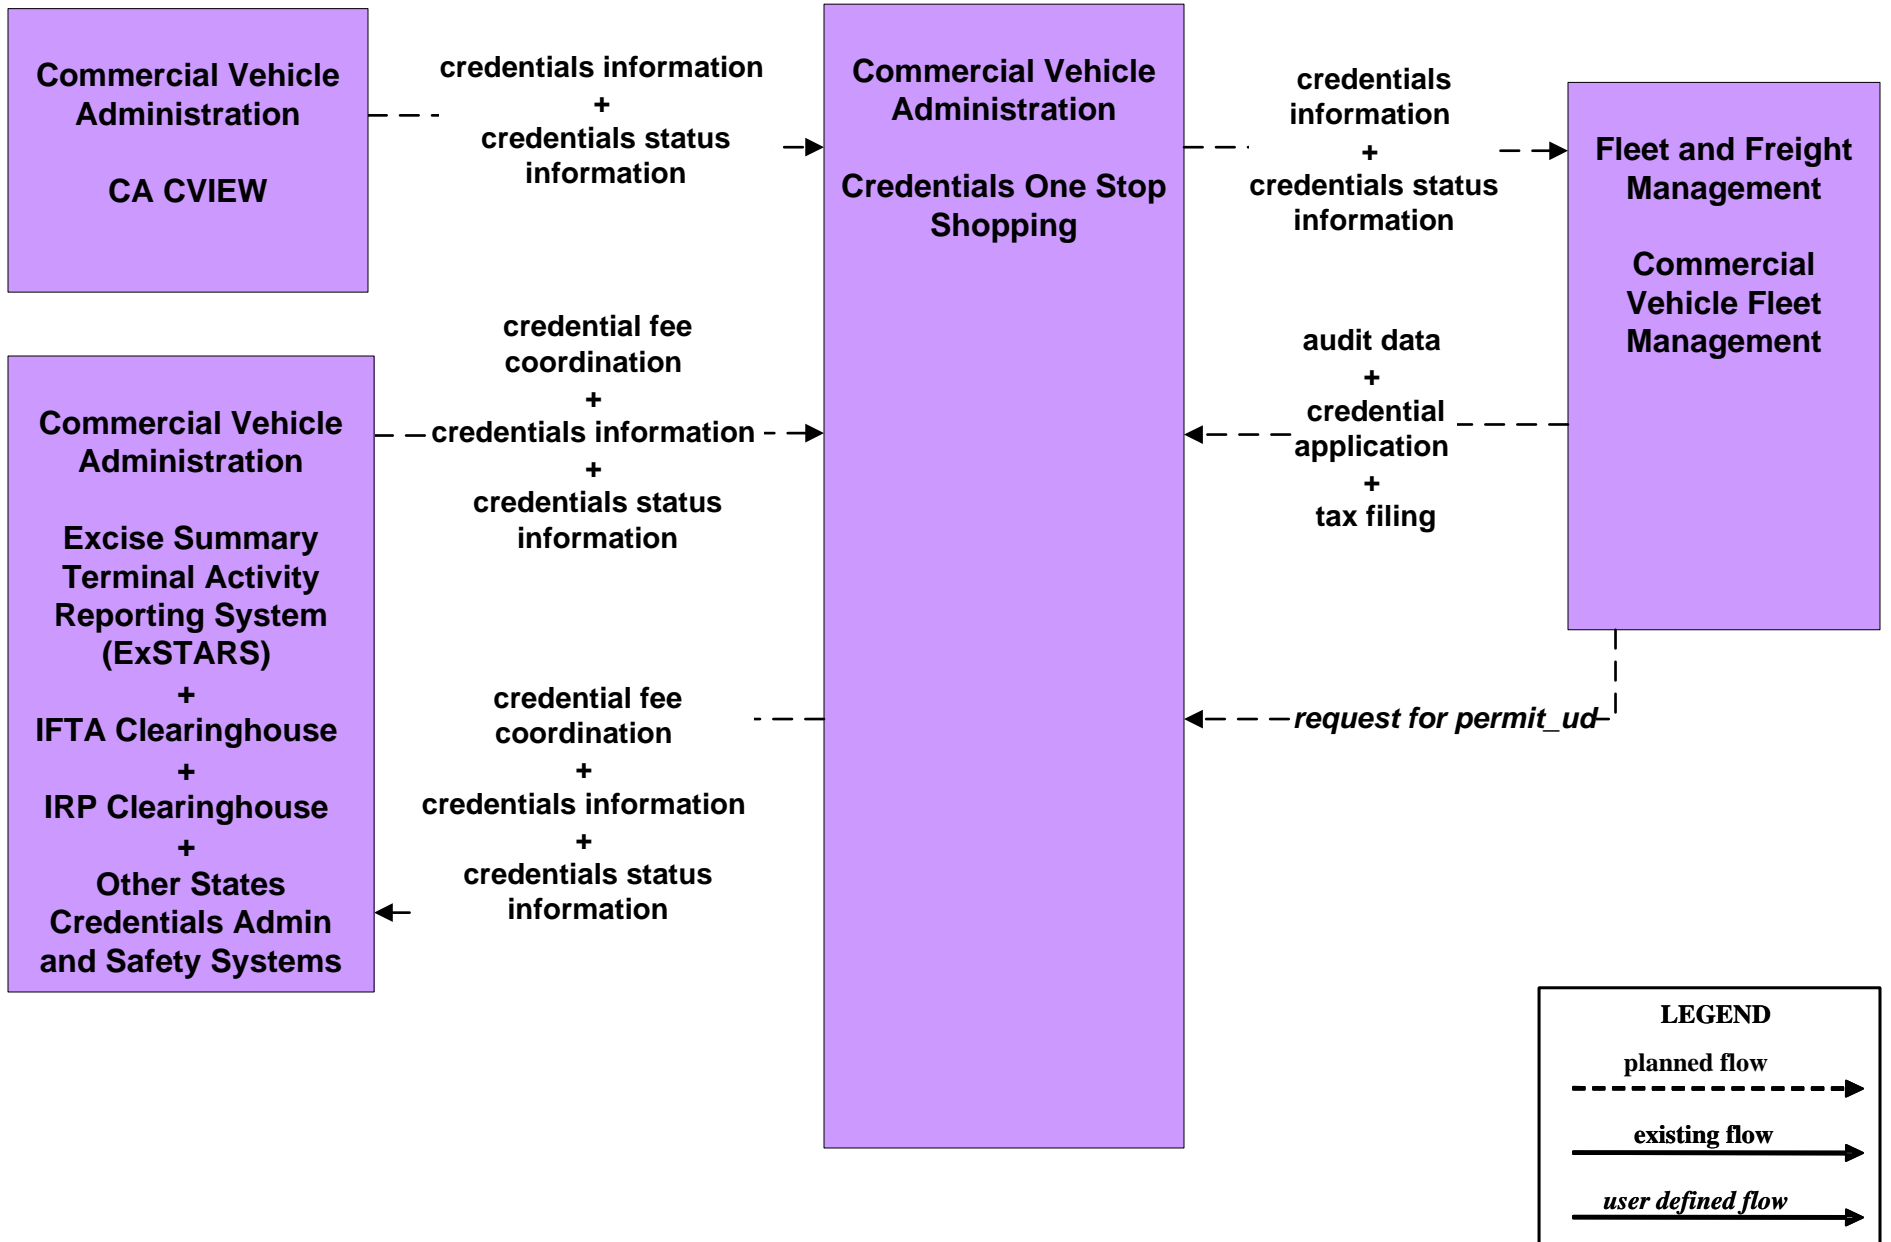 Commercial Vehicle
Administration
CA CVIEW
credentials information
+
credentials status
information
Commercial Vehicle
Administration
Credentials One Stop
Shopping
credentials
information
+
credentials status
information
Fleet and Freight
Management
Commercial
Vehicle Fleet
Management
Commercial Vehicle
Administration
Excise Summary
Terminal Activity
Reporting System
(ExSTARS)
+
IFTA Clearinghouse
+
IRP Clearinghouse
+
Other States
Credentials Admin
and Safety Systems
credential fee
coordination
+
credentials information
+
credentials status
information
audit data
+
credential
application
+
tax filing
credential fee
coordination
+
credentials information
+
credentials status
information
request for permit_ud
LEGEND
planned flow
existing flow
user defined flow